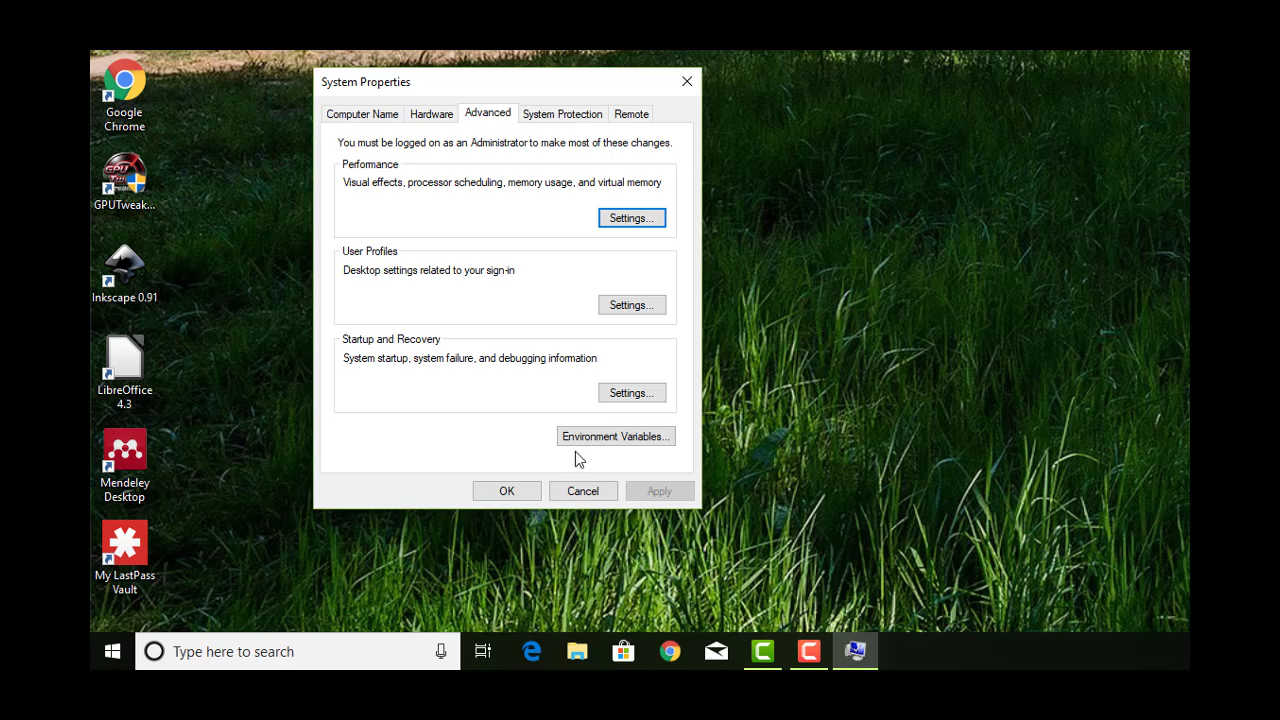 System Properties
Computer Name
Hardware
Advanced
System Protection
Remote
You must be logged on as an Administrator to make most of these changes.
Performance
Visual effects, processor scheduling, memory usage, and virtual memory
Settings...
User Profiles
Desktop settings related to your sign-in
Settings...
Startup and Recovery
System startup, system failure, and debugging information
Settings...
Environment Variables...
OK
Cancel
Apply
Google
Chrome
GPUTweak...
Inkscape 0.91
LibreOffice
4.3
Mendeley
Desktop
My LastPass
Vault
Type here to search